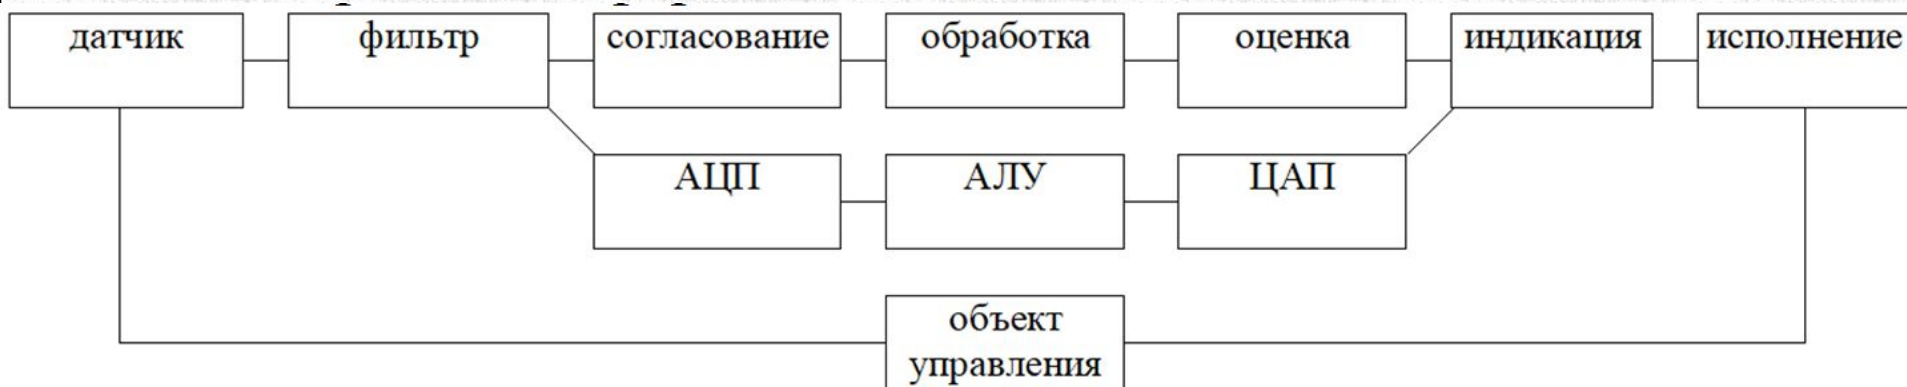 датчик
фильтр
согласование
обработка
оценка
индикация
исполнение
АЦП
АЛУ
ЦАП
объект
управления